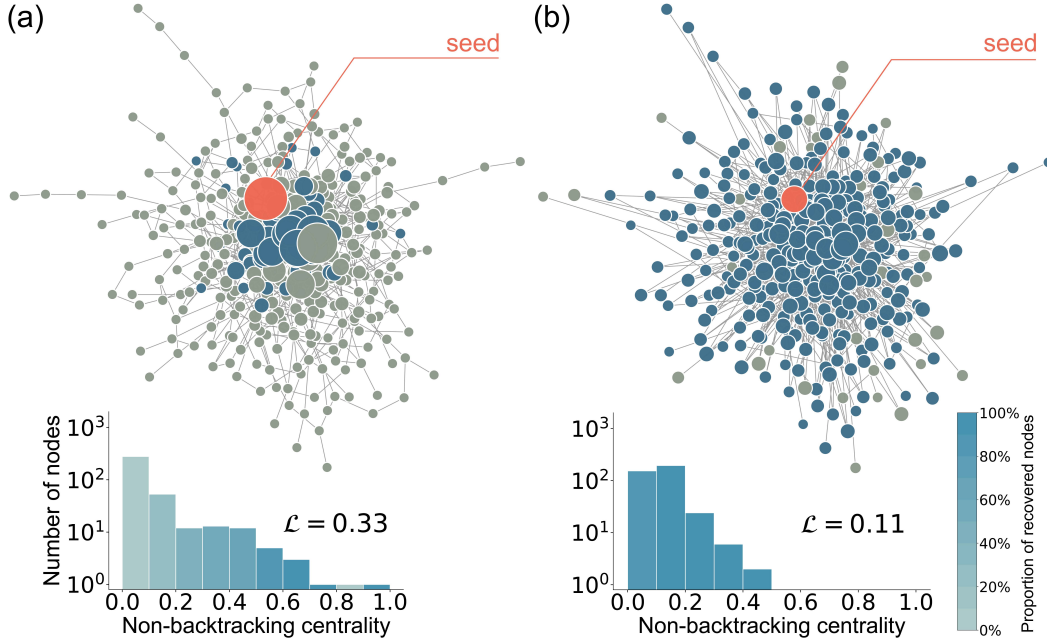 (a)
seed
(b)
seed
Number of nodes
10³
10²
10¹
10⁰
ℒ = 0.33
0.0 0.2 0.4 0.6 0.8 1.0
Non-backtracking centrality
10³
10²
10¹
10⁰
ℒ = 0.11
0.0 0.2 0.4 0.6 0.8 1.0
Non-backtracking centrality
100%
80%
60%
40%
20%
0%
Proportion of recovered nodes